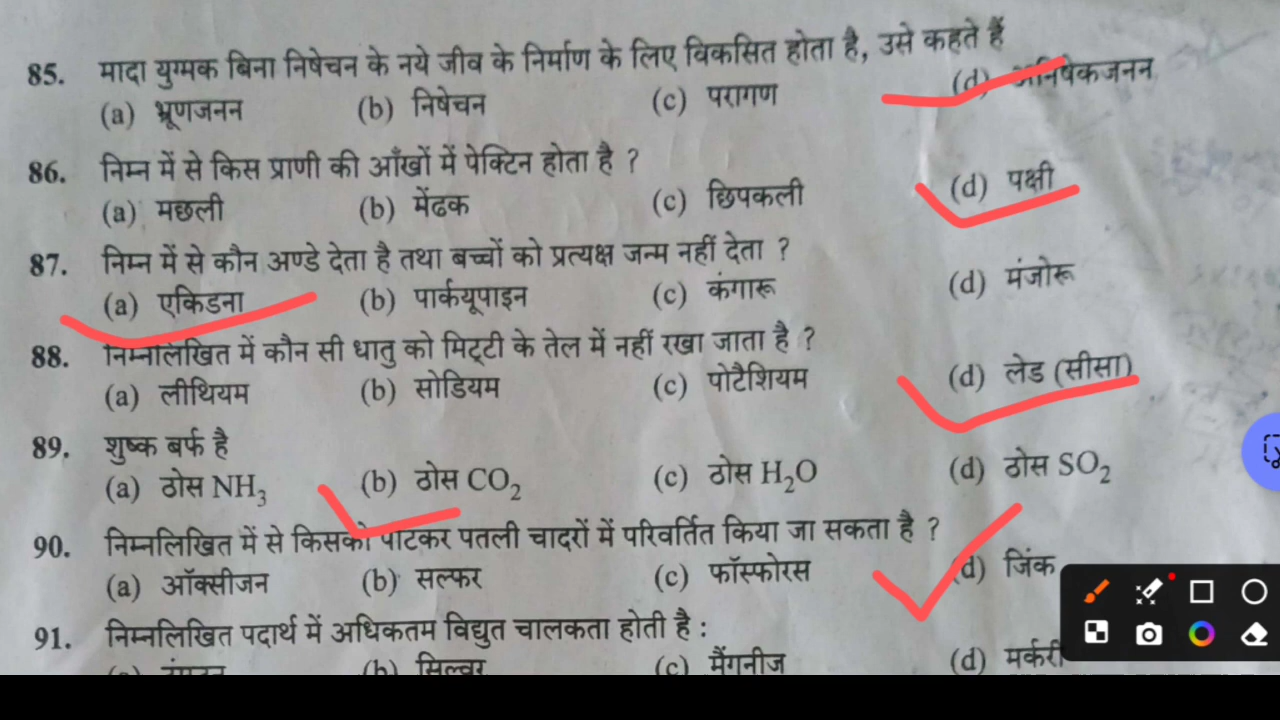 85. मादा युग्मक बिना निषेचन के नये जीव के निर्माण के लिए विकसित होता है, उसे कहते हैं
(a) भ्रूणजनन (b) निषेचन (c) परागण (d) अनिषेकजनन
86. निम्न में से किस प्राणी की आँखों में पेक्टिन होता है ?
(a) मछली (b) मेंढक (c) छिपकली (d) पक्षी
87. निम्न में से कौन अण्डे देता है तथा बच्चों को प्रत्यक्ष जन्म नहीं देता ?
(a) एकिडना (b) पार्कयूपाइन (c) कंगारू (d) मंजोरू
88. निम्नलिखित में कौन सी धातु को मिट्टी के तेल में नहीं रखा जाता है ?
(a) लीथियम (b) सोडियम (c) पोटैशियम (d) लेड (सीसा)
89. शुष्क बर्फ है
(a) ठोस NH₃ (b) ठोस CO₂ (c) ठोस H₂O (d) ठोस SO₂
90. निम्नलिखित में से किसको पीटकर पतली चादरों में परिवर्तित किया जा सकता है ?
(a) ऑक्सीजन (b) सल्फर (c) फॉस्फोरस (d) जिंक
91. निम्नलिखित पदार्थ में अधिकतम विद्युत चालकता होती है :
(b) सिल्वर (c) मैंगनीज (d) मर्करी